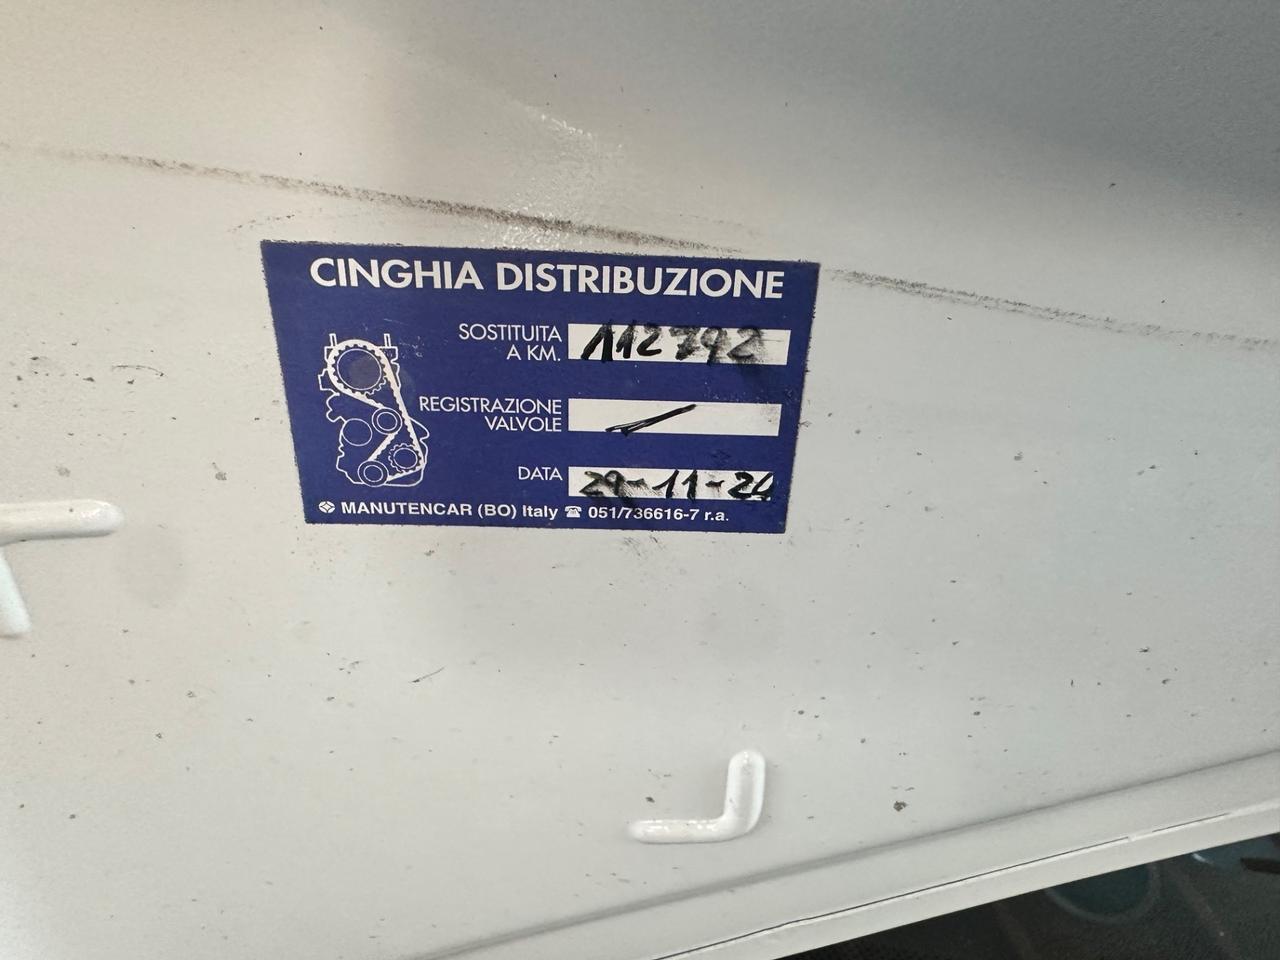 CINGHIA DISTRIBUZIONE
SOSTITUITA
A KM. 112792
REGISTRAZIONE
VALVOLE
DATA 29-11-24
MANUTENCAR (BO) Italy ☎ 051/736616-7 r.a.